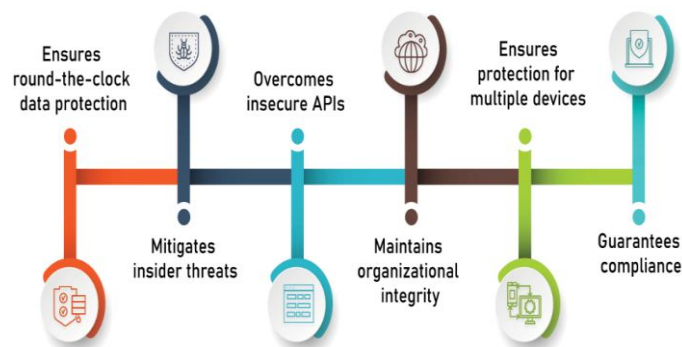 Ensures
round-the-clock
data protection
Mitigates
insider threats
Overcomes
insecure APIs
Maintains
organizational
integrity
Ensures
protection for
multiple devices
Guarantees
compliance